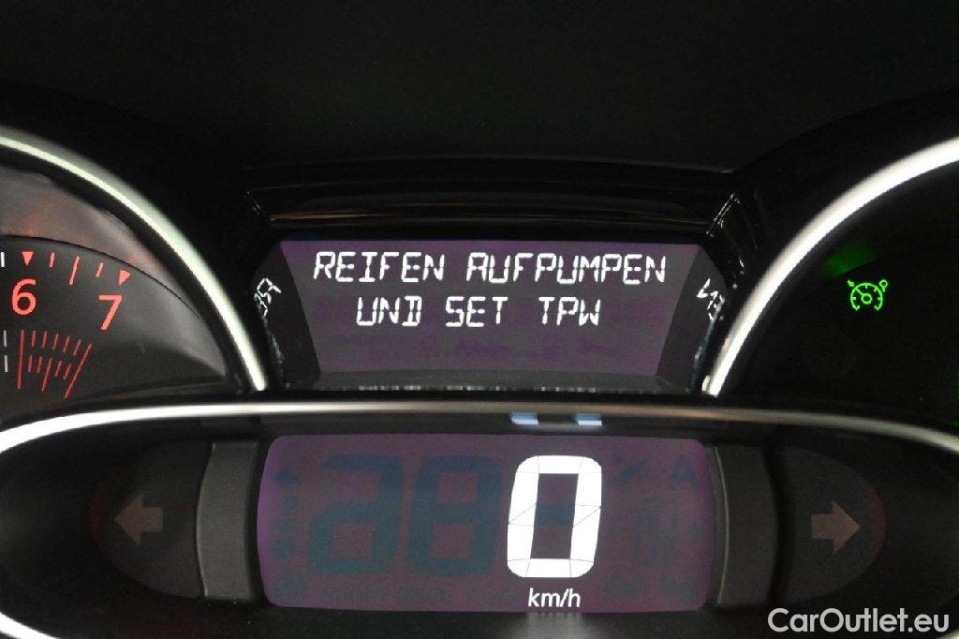 REIFEN AUFPUMPEN
UND SET TPW
6
7
0
km/h
CarOutlet.eu